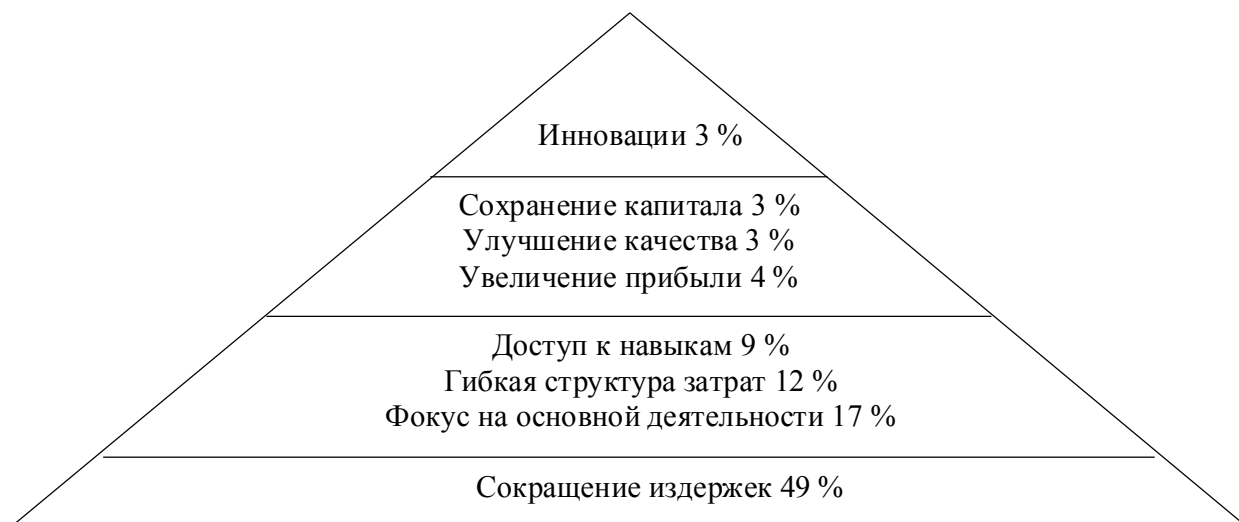 Инновации 3 %
Сохранение капитала 3 %
Улучшение качества 3 %
Увеличение прибыли 4 %
Доступ к навыкам 9 %
Гибкая структура затрат 12 %
Фокус на основной деятельности 17 %
Сокращение издержек 49 %